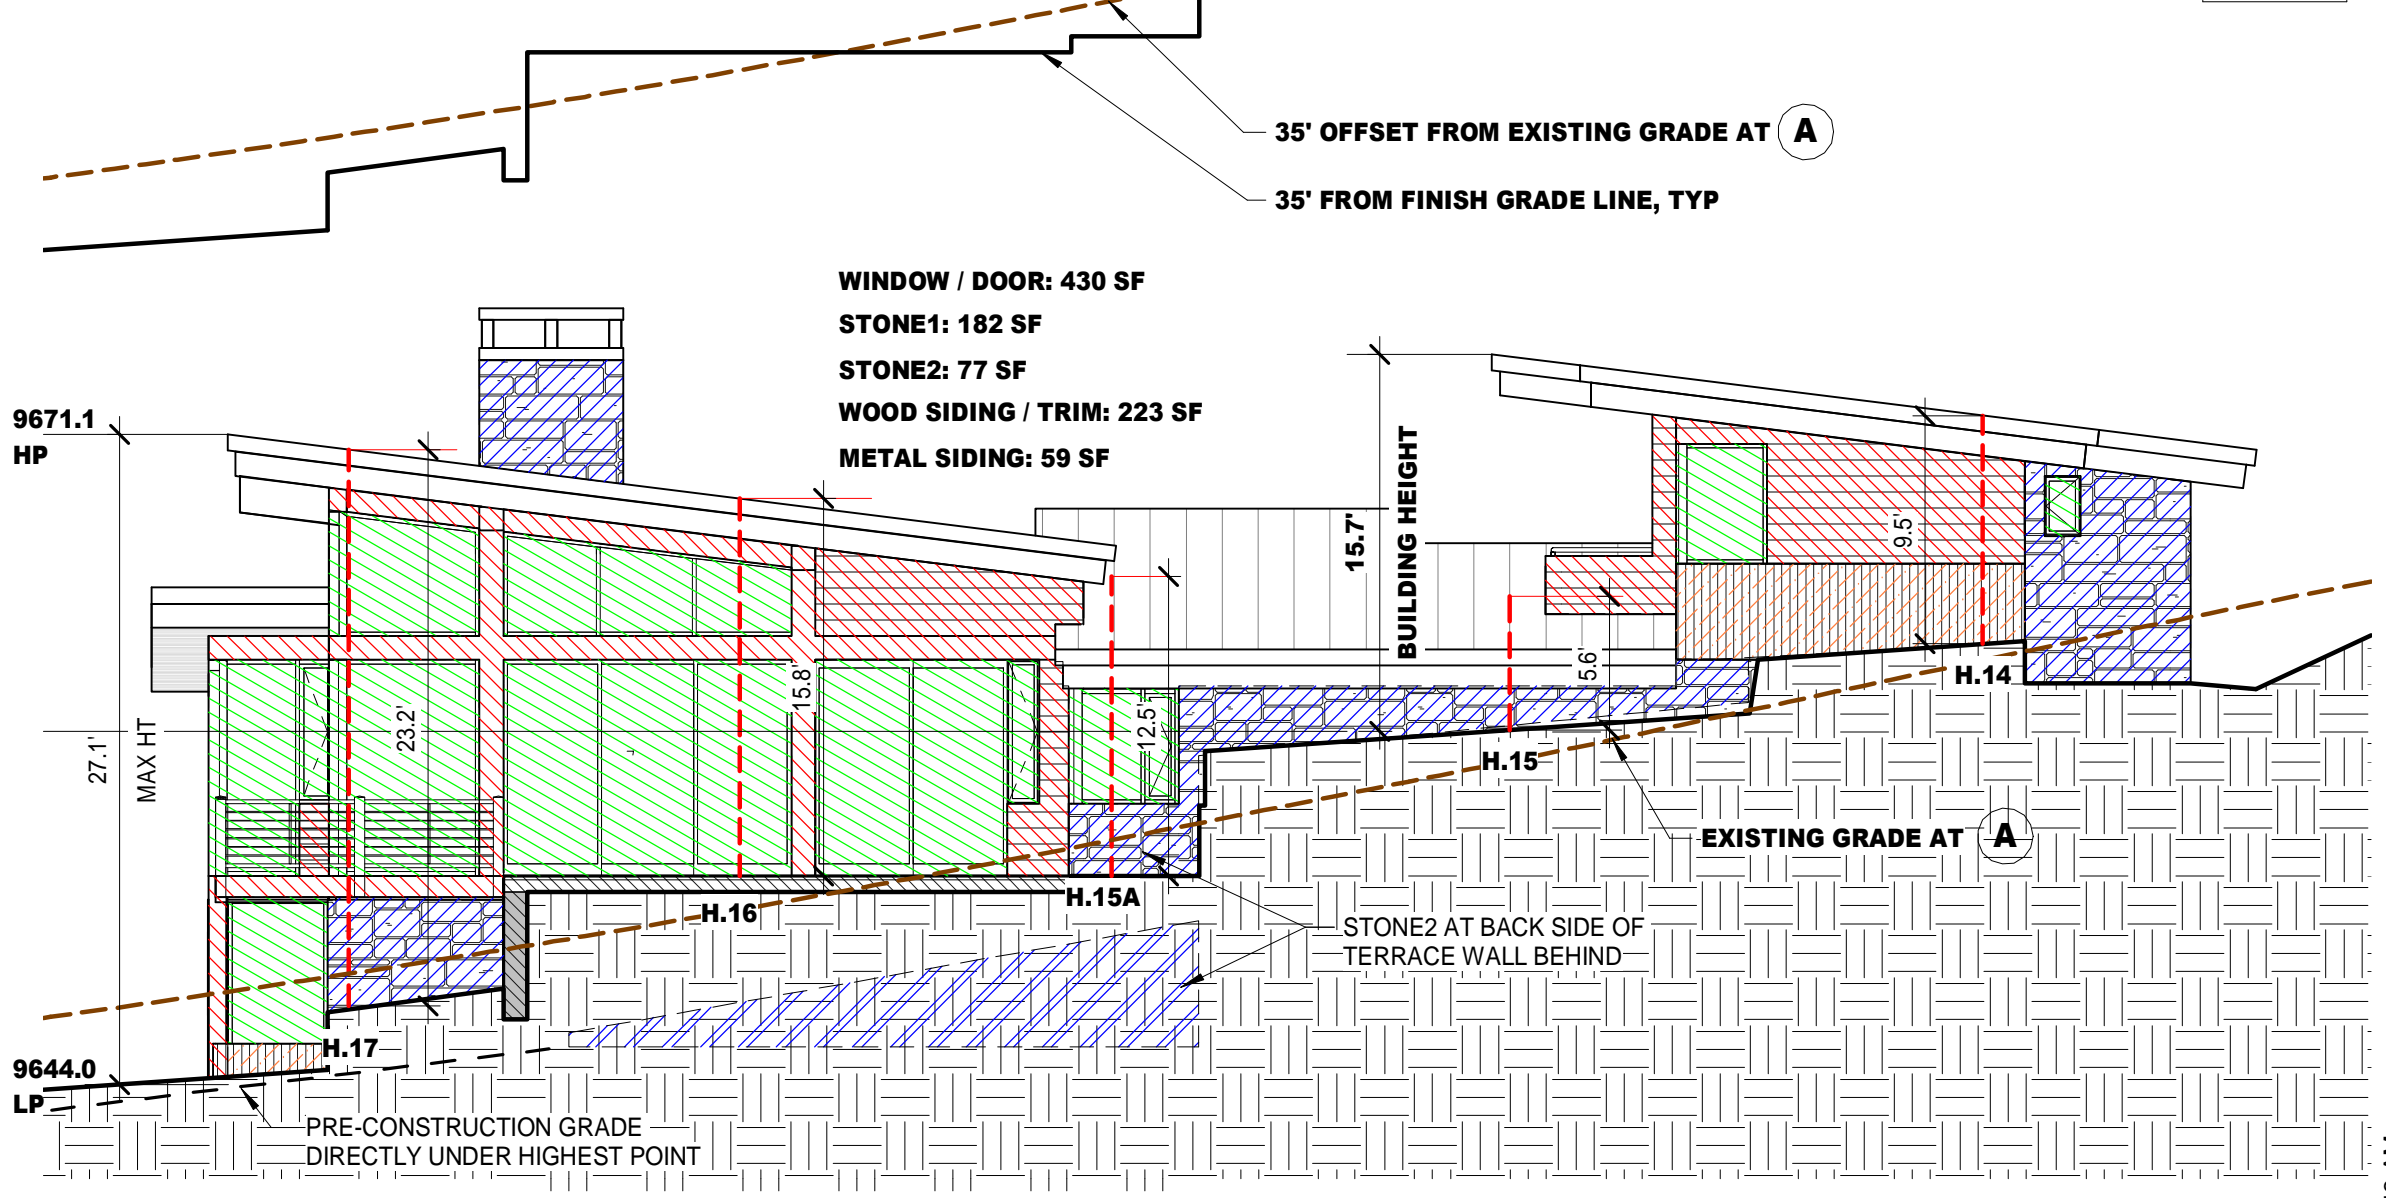 35' OFFSET FROM EXISTING GRADE AT A
35' FROM FINISH GRADE LINE, TYP
WINDOW / DOOR: 430 SF
STONE1: 182 SF
STONE2: 77 SF
WOOD SIDING / TRIM: 223 SF
METAL SIDING: 59 SF
9671.1
HP
27.1'
MAX HT
23.2'
15.8'
12.5'
15.7'
BUILDING HEIGHT
5.6'
9.5'
H.14
H.15
EXISTING GRADE AT A
H.15A
H.16
STONE2 AT BACK SIDE OF
TERRACE WALL BEHIND
H.17
9644.0
LP
PRE-CONSTRUCTION GRADE
DIRECTLY UNDER HIGHEST POINT